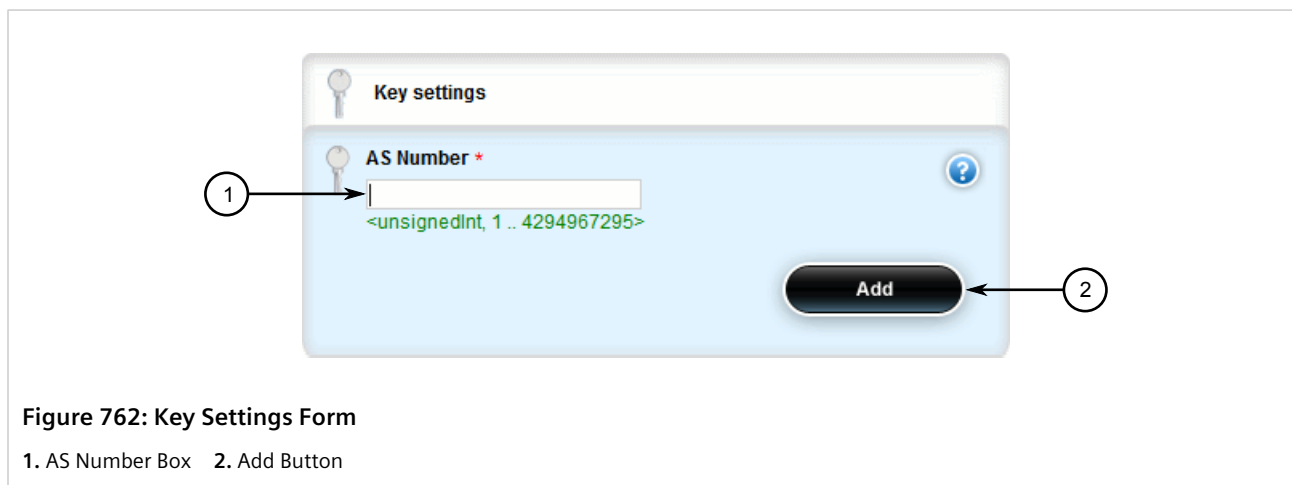 Key settings
AS Number *
1
<unsignedInt, 1 .. 4294967295>
?
Add
2
Figure 762: Key Settings Form
1. AS Number Box 2. Add Button